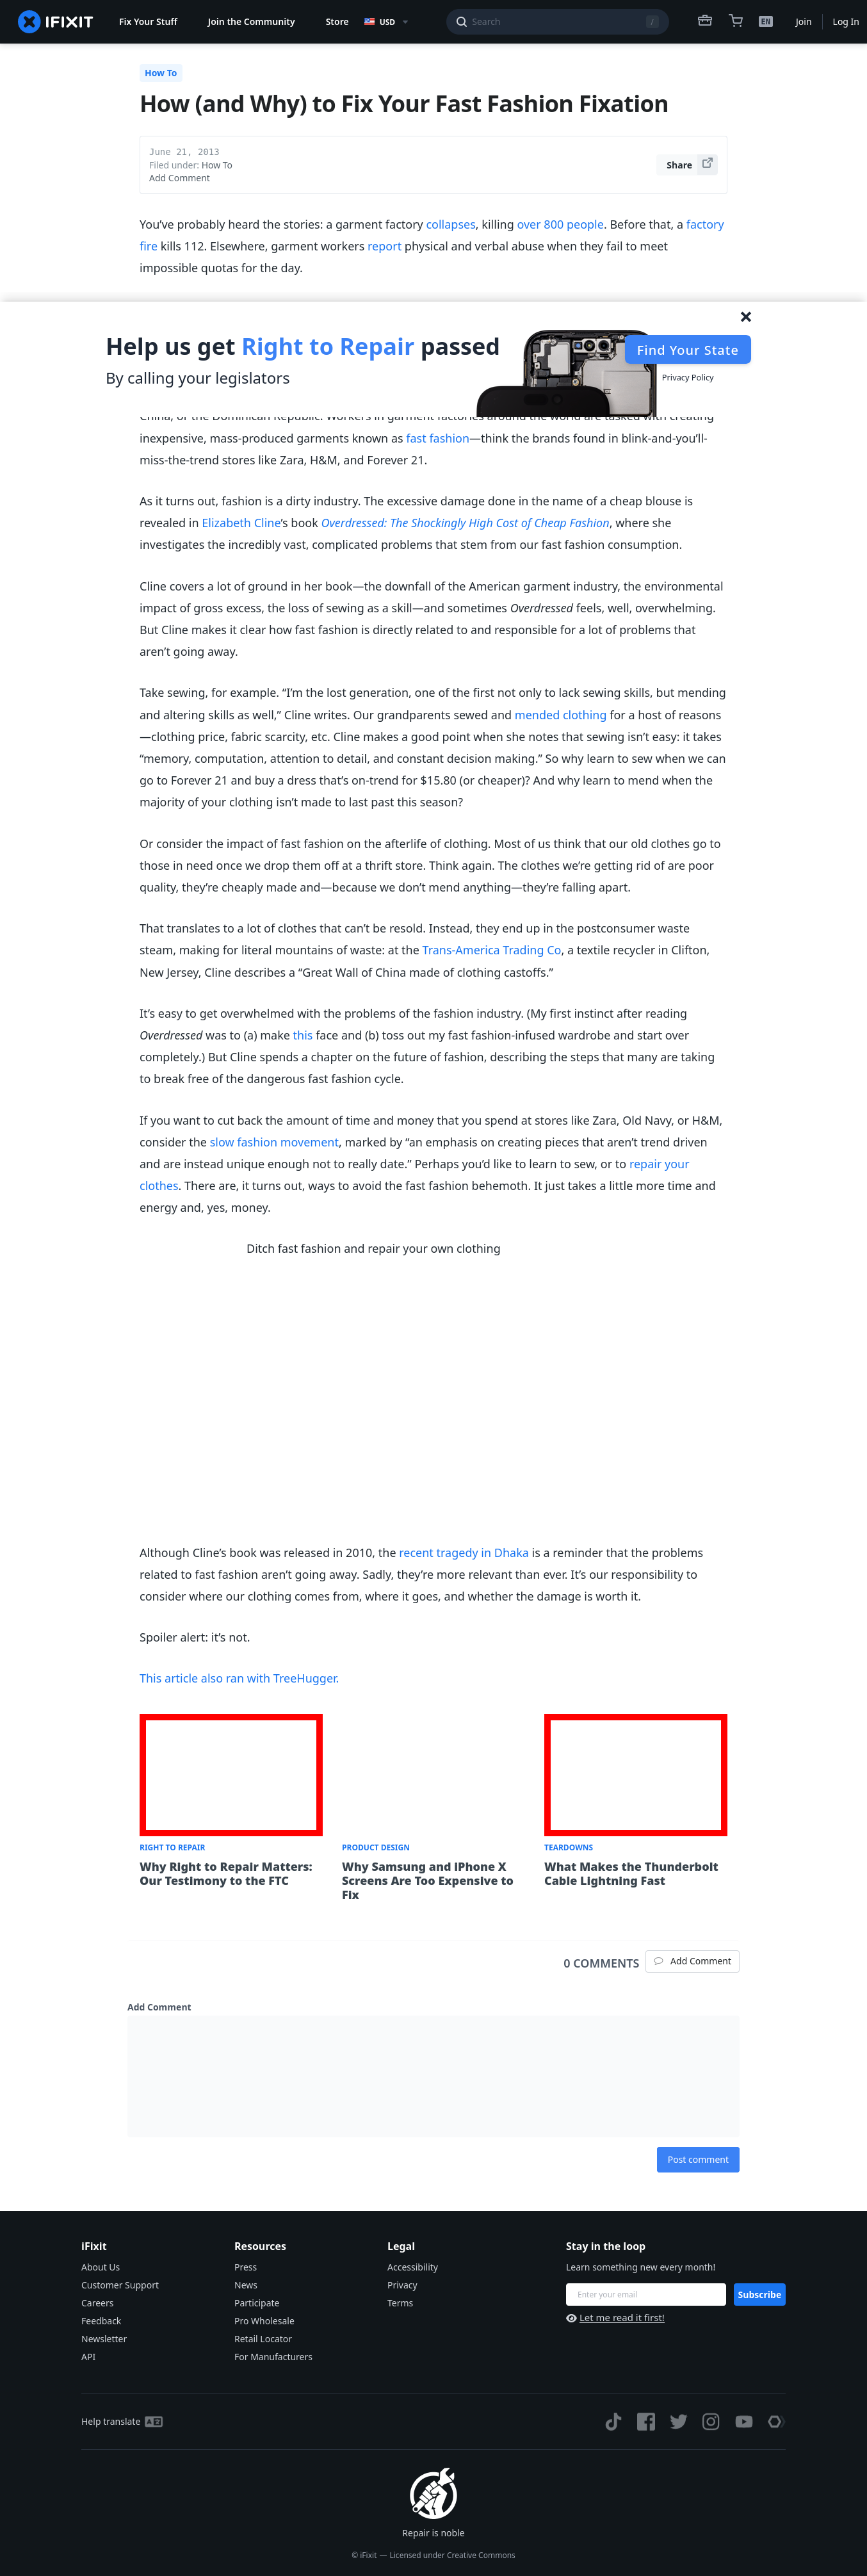 IFIXIT
Fix Your Stuff
Join the Community
Store
USD
Search
/
EN
Join
Log In
How To
How (and Why) to Fix Your Fast Fashion Fixation
June 21, 2013
Filed under: How To
Add Comment
Share
You’ve probably heard the stories: a garment factory collapses, killing over 800 people. Before that, a factory
fire kills 112. Elsewhere, garment workers report physical and verbal abuse when they fail to meet
impossible quotas for the day.
Help us get Right to Repair passed
By calling your legislators
Find Your State
Privacy Policy
China, or the Dominican Republic. Workers in garment factories around the world are tasked with creating
inexpensive, mass-produced garments known as fast fashion—think the brands found in blink-and-you’ll-
miss-the-trend stores like Zara, H&M, and Forever 21.
As it turns out, fashion is a dirty industry. The excessive damage done in the name of a cheap blouse is
revealed in Elizabeth Cline’s book Overdressed: The Shockingly High Cost of Cheap Fashion, where she
investigates the incredibly vast, complicated problems that stem from our fast fashion consumption.
Cline covers a lot of ground in her book—the downfall of the American garment industry, the environmental
impact of gross excess, the loss of sewing as a skill—and sometimes Overdressed feels, well, overwhelming.
But Cline makes it clear how fast fashion is directly related to and responsible for a lot of problems that
aren’t going away.
Take sewing, for example. “I’m the lost generation, one of the first not only to lack sewing skills, but mending
and altering skills as well,” Cline writes. Our grandparents sewed and mended clothing for a host of reasons
—clothing price, fabric scarcity, etc. Cline makes a good point when she notes that sewing isn’t easy: it takes
“memory, computation, attention to detail, and constant decision making.” So why learn to sew when we can
go to Forever 21 and buy a dress that’s on-trend for $15.80 (or cheaper)? And why learn to mend when the
majority of your clothing isn’t made to last past this season?
Or consider the impact of fast fashion on the afterlife of clothing. Most of us think that our old clothes go to
those in need once we drop them off at a thrift store. Think again. The clothes we’re getting rid of are poor
quality, they’re cheaply made and—because we don’t mend anything—they’re falling apart.
That translates to a lot of clothes that can’t be resold. Instead, they end up in the postconsumer waste
steam, making for literal mountains of waste: at the Trans-America Trading Co, a textile recycler in Clifton,
New Jersey, Cline describes a “Great Wall of China made of clothing castoffs.”
It’s easy to get overwhelmed with the problems of the fashion industry. (My first instinct after reading
Overdressed was to (a) make this face and (b) toss out my fast fashion-infused wardrobe and start over
completely.) But Cline spends a chapter on the future of fashion, describing the steps that many are taking
to break free of the dangerous fast fashion cycle.
If you want to cut back the amount of time and money that you spend at stores like Zara, Old Navy, or H&M,
consider the slow fashion movement, marked by “an emphasis on creating pieces that aren’t trend driven
and are instead unique enough not to really date.” Perhaps you’d like to learn to sew, or to repair your
clothes. There are, it turns out, ways to avoid the fast fashion behemoth. It just takes a little more time and
energy and, yes, money.
Ditch fast fashion and repair your own clothing
Although Cline’s book was released in 2010, the recent tragedy in Dhaka is a reminder that the problems
related to fast fashion aren’t going away. Sadly, they’re more relevant than ever. It’s our responsibility to
consider where our clothing comes from, where it goes, and whether the damage is worth it.
Spoiler alert: it’s not.
This article also ran with TreeHugger.
RIGHT TO REPAIR
Why Right to Repair Matters:
Our Testimony to the FTC
PRODUCT DESIGN
Why Samsung and iPhone X
Screens Are Too Expensive to
Fix
TEARDOWNS
What Makes the Thunderbolt
Cable Lightning Fast
0 COMMENTS
Add Comment
Add Comment
Post comment
iFixit
About Us
Customer Support
Careers
Feedback
Newsletter
API
Resources
Press
News
Participate
Pro Wholesale
Retail Locator
For Manufacturers
Legal
Accessibility
Privacy
Terms
Stay in the loop
Learn something new every month!
Enter your email
Subscribe
Let me read it first!
Help translate
Repair is noble
© iFixit — Licensed under Creative Commons